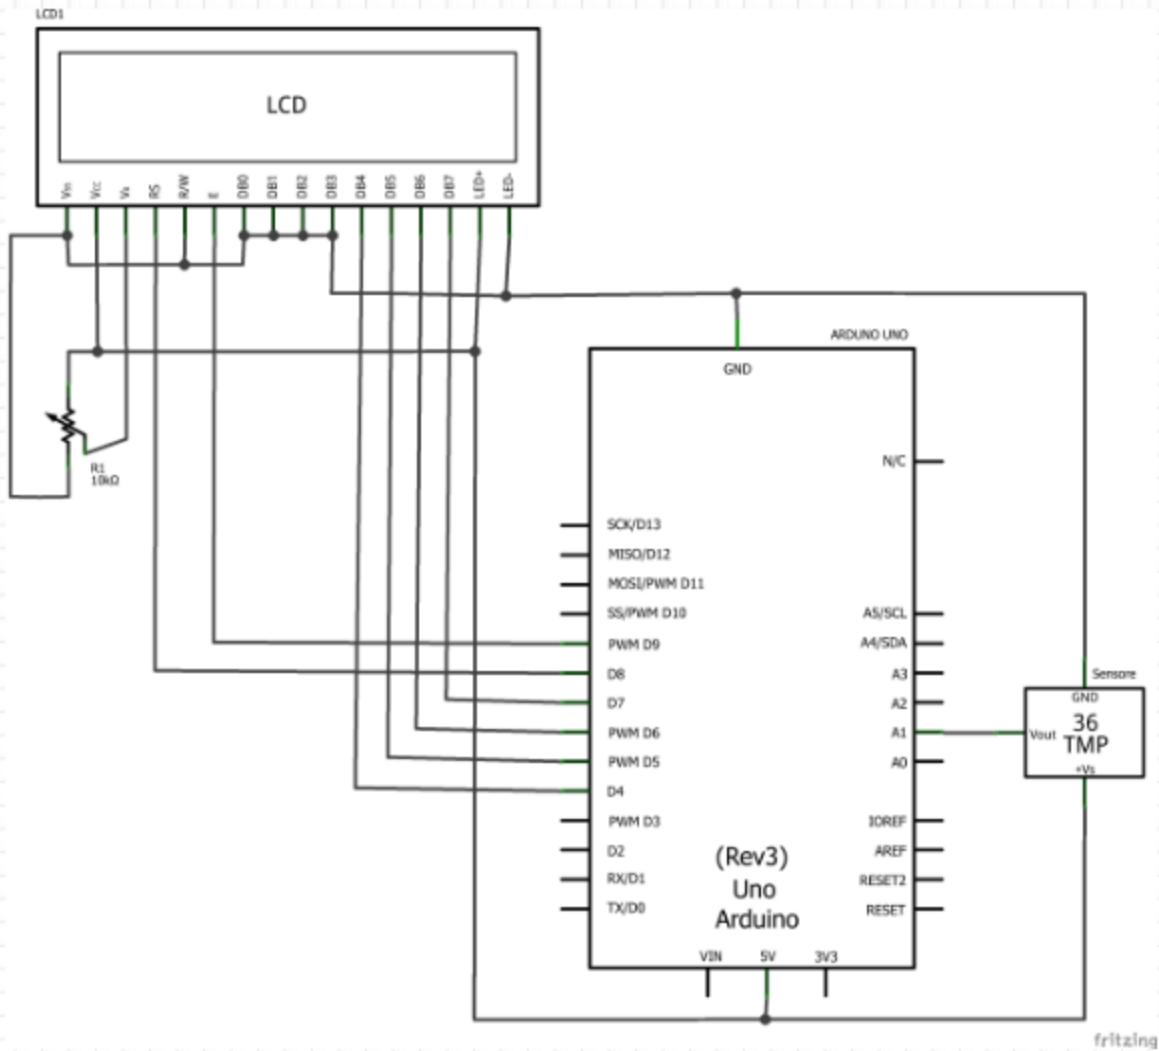 LCD1
LCD
Vss
Vcc
Vo
RS
R/W
E
DB0
DB1
DB2
DB3
DB4
DB5
DB6
DB7
LED+
LED-
ARDUNO UNO
GND
N/C
R1
10kΩ
SCK/D13
MISO/D12
MOSI/PWM D11
SS/PWM D10
PWM D9
D8
D7
PWM D6
PWM D5
D4
PWM D3
D2
RX/D1
TX/D0
A5/SCL
A4/SDA
A3
A2
A1
A0
IOREF
AREF
RESET2
RESET
(Rev3)
Uno
Arduino
VIN
5V
3V3
Sensore
GND
Vout
36
TMP
+Vs
fritzing